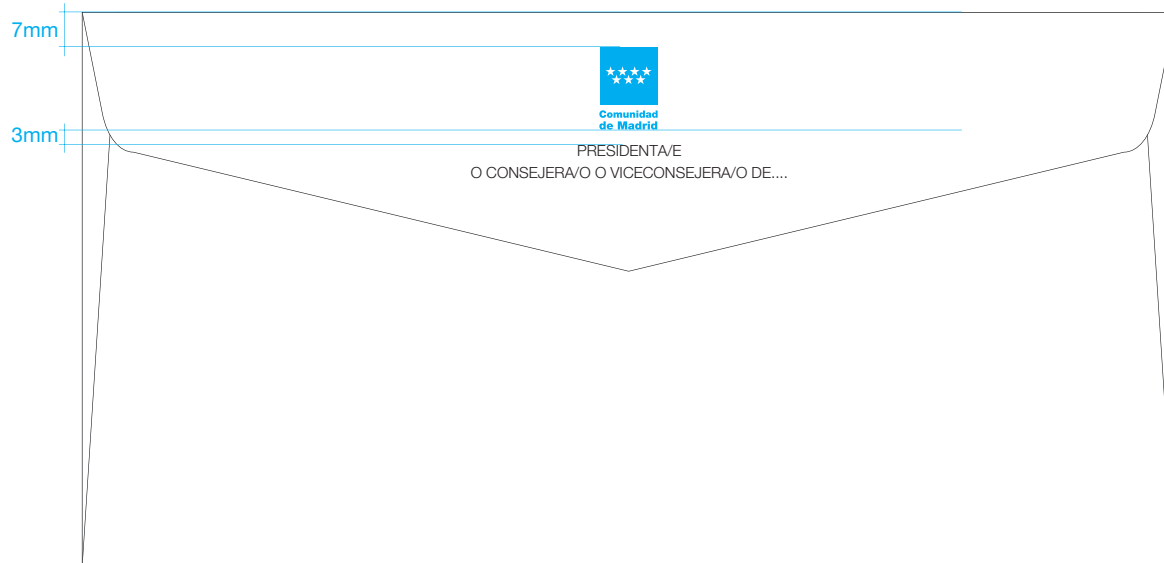 7mm
Comunidad
de Madrid
3mm
PRESIDENTA/E
O CONSEJERA/O O VICECONSEJERA/O DE....